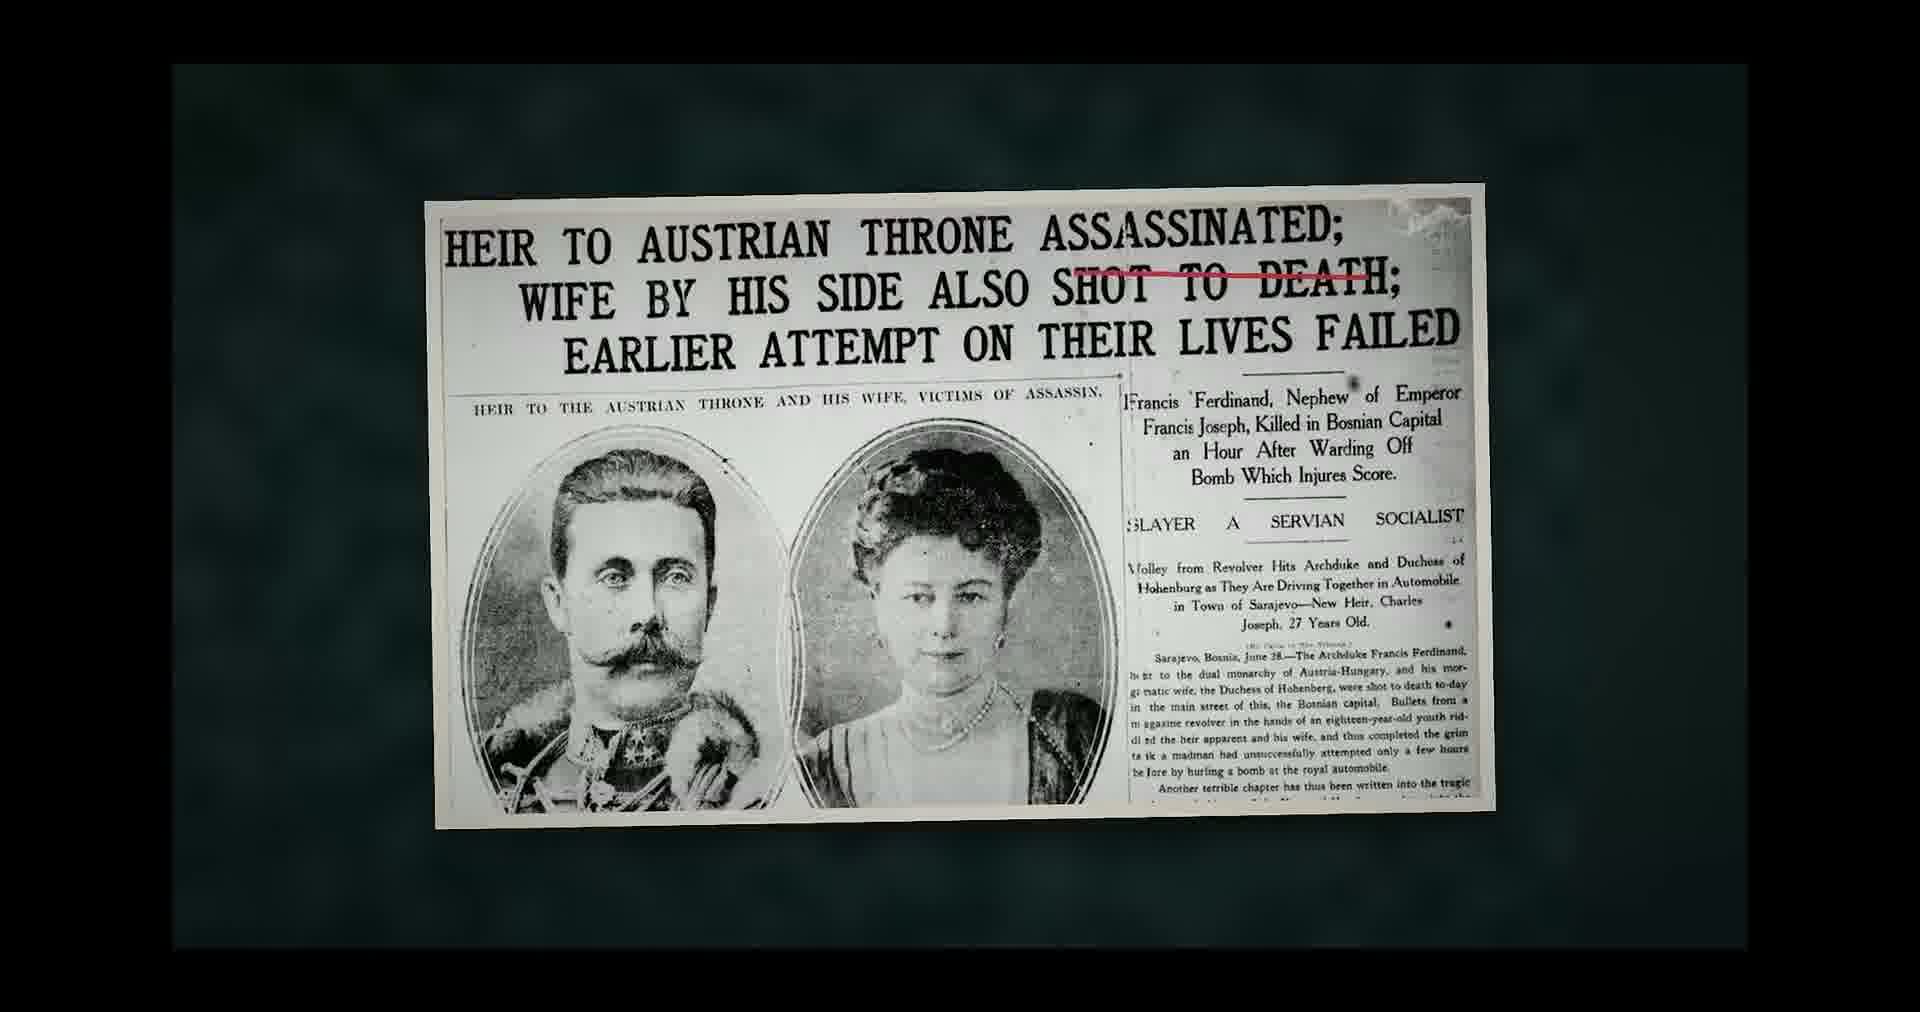 HEIR TO AUSTRIAN THRONE ASSASSINATED;
WIFE BY HIS SIDE ALSO SHOT TO DEATH;
EARLIER ATTEMPT ON THEIR LIVES FAILED
HEIR TO THE AUSTRIAN THRONE AND HIS WIFE, VICTIMS OF ASSASSIN.
Francis Ferdinand, Nephew of Emperor
Francis Joseph, Killed in Bosnian Capital
an Hour After Warding Off
Bomb Which Injures Score.
SLAYER A SERVIAN SOCIALIST
Volley from Revolver Hits Archduke and Duchess of
Hohenburg as They Are Driving Together in Automobile
in Town of Sarajevo—New Heir, Charles
Joseph, 27 Years Old.
Sarajevo, Bosnia, June 28.—The Archduke Francis Ferdinand,
heir to the dual monarchy of Austria-Hungary, and his mor-
ganatic wife, the Duchess of Hohenberg, were shot to death to-day
in the main street of this, the Bosnian capital. Bullets from a
magazine revolver in the hands of an eighteen-year-old youth rid-
dled the heir apparent and his wife, and thus completed the grim
task a madman had unsuccessfully attempted only a few hours
before by hurling a bomb at the royal automobile.
Another terrible chapter has thus been written into the tragic